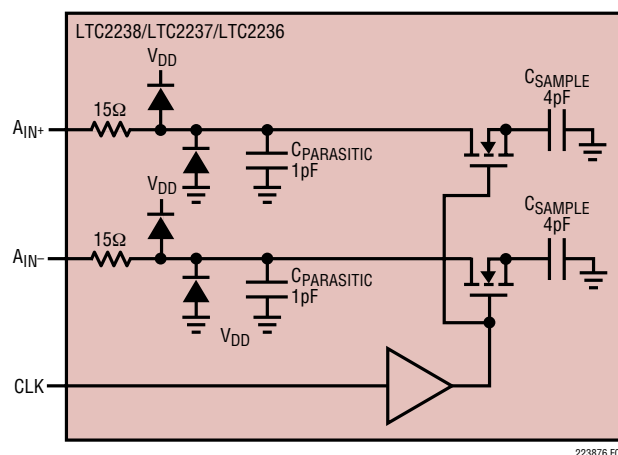 LTC2238/LTC2237/LTC2236
VDD
CSAMPLE
4pF
15Ω
AIN+
CPARASITIC
1pF
VDD
CSAMPLE
4pF
15Ω
AIN–
CPARASITIC
1pF
VDD
CLK